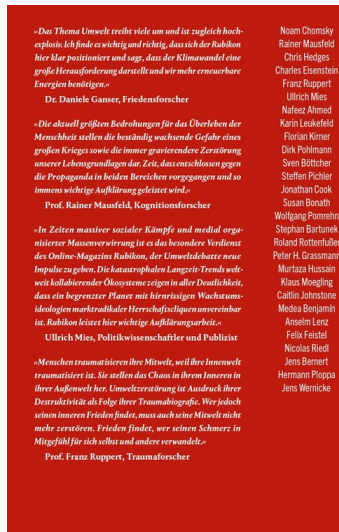 »Das Thema Umwelt treibt viele um und ist zugleich hoch-
explosiv. Ich finde es wichtig und richtig, dass sich der Rubikon
hier klar positioniert und sagt, dass der Klimawandel eine
große Herausforderung darstellt und wir mehr erneuerbare
Energien benötigen.«
Dr. Daniele Ganser, Friedensforscher
»Die aktuell größten Bedrohungen für das Überleben der
Menschheit stellen die beständig wachsende Gefahr eines
großen Krieges sowie die immer gravierendere Zerstörung
unserer Lebensgrundlagen dar. Zeit, dass entschlossen gegen
die Propaganda in beiden Bereichen vorgegangen und so
immens wichtige Aufklärung geleistet wird.«
Prof. Rainer Mausfeld, Kognitionsforscher
»In Zeiten massiver sozialer Kämpfe und medial orga-
nisierter Massenverwirrung ist es das besondere Verdienst
des Online-Magazins Rubikon, der Umweltdebatte neue
Impulse zu geben. Die katastrophalen Langzeit-Trends welt-
weit kollabierender Ökosysteme zeigen in aller Deutlichkeit,
dass ein begrenzter Planet mit hirnrissigen Wachstums-
ideologien marktradikaler Herrschaftscliquen unvereinbar
ist. Rubikon leistet hier wichtige Aufklärungsarbeit.«
Ullrich Mies, Politikwissenschaftler und Publizist
»Menschen traumatisieren ihre Mitwelt, weil ihre Innenwelt
traumatisiert ist. Sie stellen das Chaos in ihrem Inneren in
ihrer Außenwelt her. Umweltzerstörung ist Ausdruck ihrer
Destruktivität als Folge ihrer Traumabiografie. Wer jedoch
seinen inneren Frieden findet, muss auch seine Mitwelt nicht
mehr zerstören. Frieden findet, wer seinen Schmerz in
Mitgefühl für sich selbst und andere verwandelt.«
Prof. Franz Ruppert, Traumaforscher
Noam Chomsky
Rainer Mausfeld
Chris Hedges
Charles Eisenstein
Franz Ruppert
Ullrich Mies
Nafeez Ahmed
Karin Leukefeld
Florian Kirner
Dirk Pohlmann
Sven Böttcher
Steffen Pichler
Jonathan Cook
Susan Bonath
Wolfgang Pomrehn
Stephan Bartunek
Roland Rottenfußer
Peter H. Grassmann
Murtaza Hussain
Klaus Moegling
Caitlin Johnstone
Medea Benjamin
Anselm Lenz
Felix Feistel
Nicolas Riedl
Jens Bernert
Hermann Ploppa
Jens Wernicke